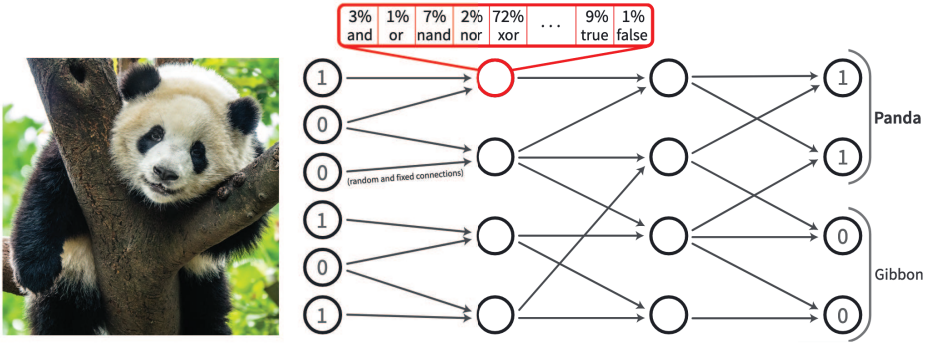 3% 1% 7% 2% 72% ... 9% 1%
and or nand nor xor true false
1
0
0
(random and fixed connections)
1
0
1
1
1
Panda
0
0
Gibbon